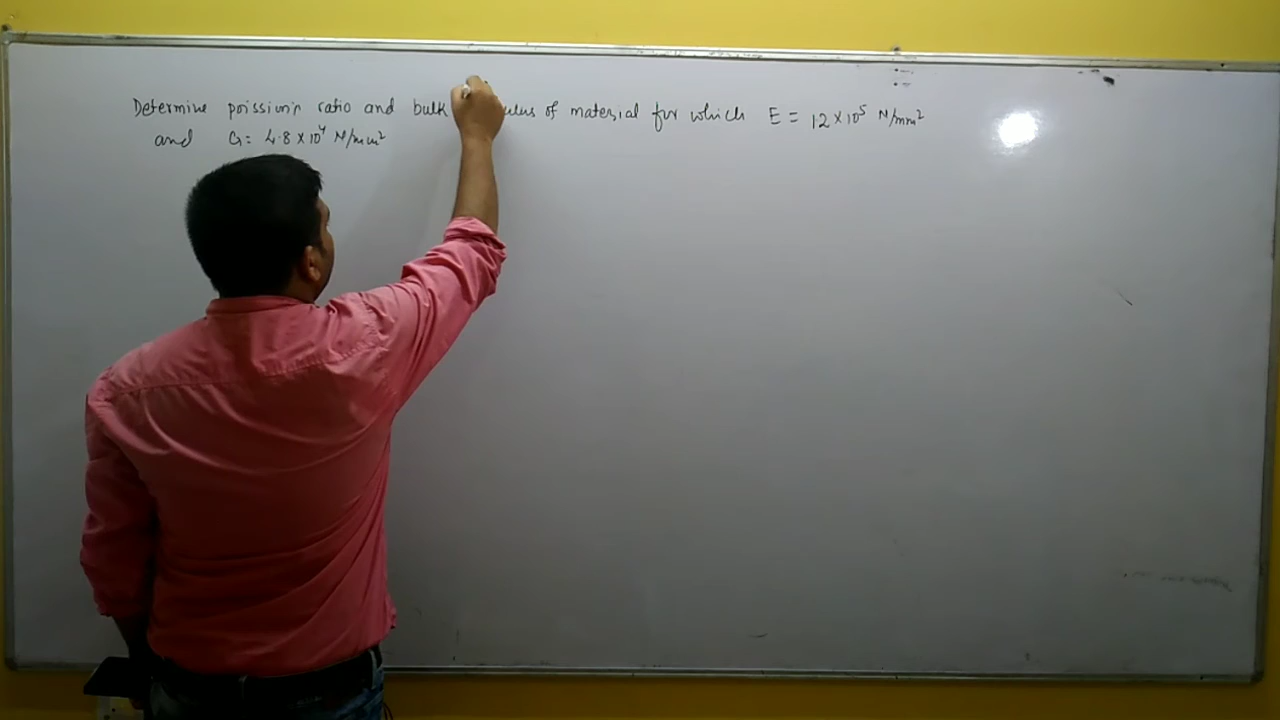 Determine poission's ratio and bulk of material for which E = 12 × 10⁵ N/mm²
and G = 4.8 × 10⁴ N/mm²